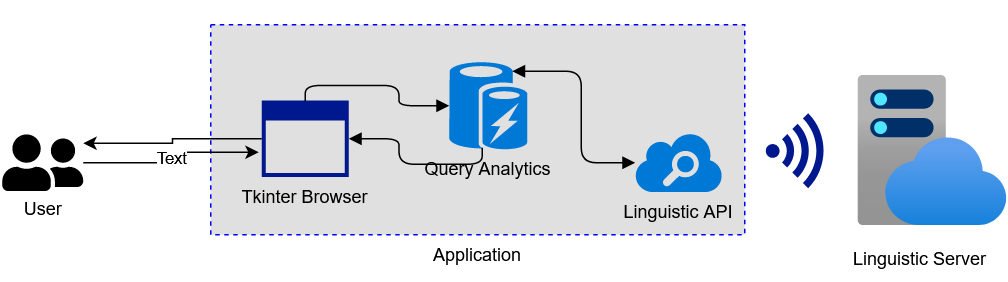 Text
User
Tkinter Browser
Query Analytics
Linguistic API
Application
Linguistic Server